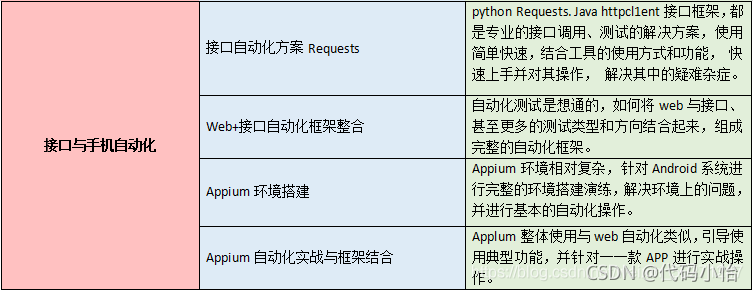 接口与手机自动化
接口自动化方案 Requests
python Requests. Java httpcl1ent 接口框架，都
是专业的接口调用、测试的解决方案，使用
简单快速，结合工具的使用方式和功能， 快
速上手并对其操作， 解决其中的疑难杂症。
Web+接口自动化框架整合
自动化测试是想通的，如何将 web 与接口、
甚至更多的测试类型和方向结合起来，组成
完整的自动化框架。
Appium 环境搭建
Appium 环境相对复杂，针对 Android 系统进
行完整的环境搭建演练，解决环境上的问题，
并进行基本的自动化操作。
Appium 自动化实战与框架结合
Applum 整体使用与 web 自动化类似，引导使
用典型功能，并针对一一款 APP 进行实战操
作。
CSDN @代码小怡